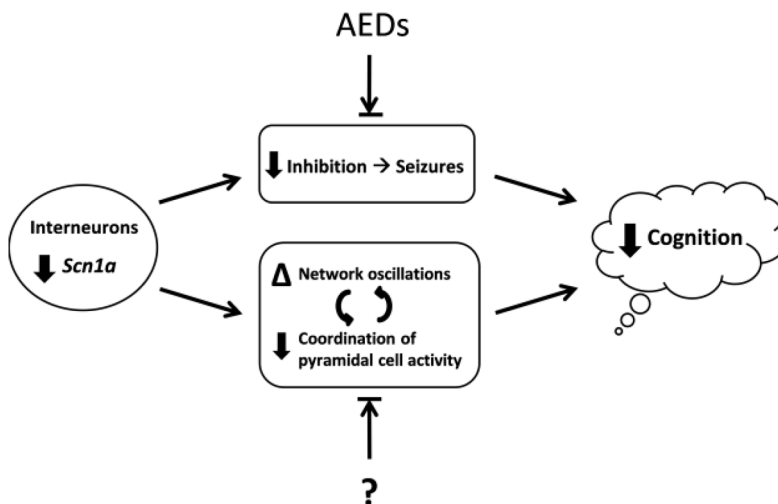 AEDs
⬇ Inhibition → Seizures
Interneurons
⬇ Scn1a
⬇ Cognition
Δ Network oscillations
⬇ Coordination of
pyramidal cell activity
?